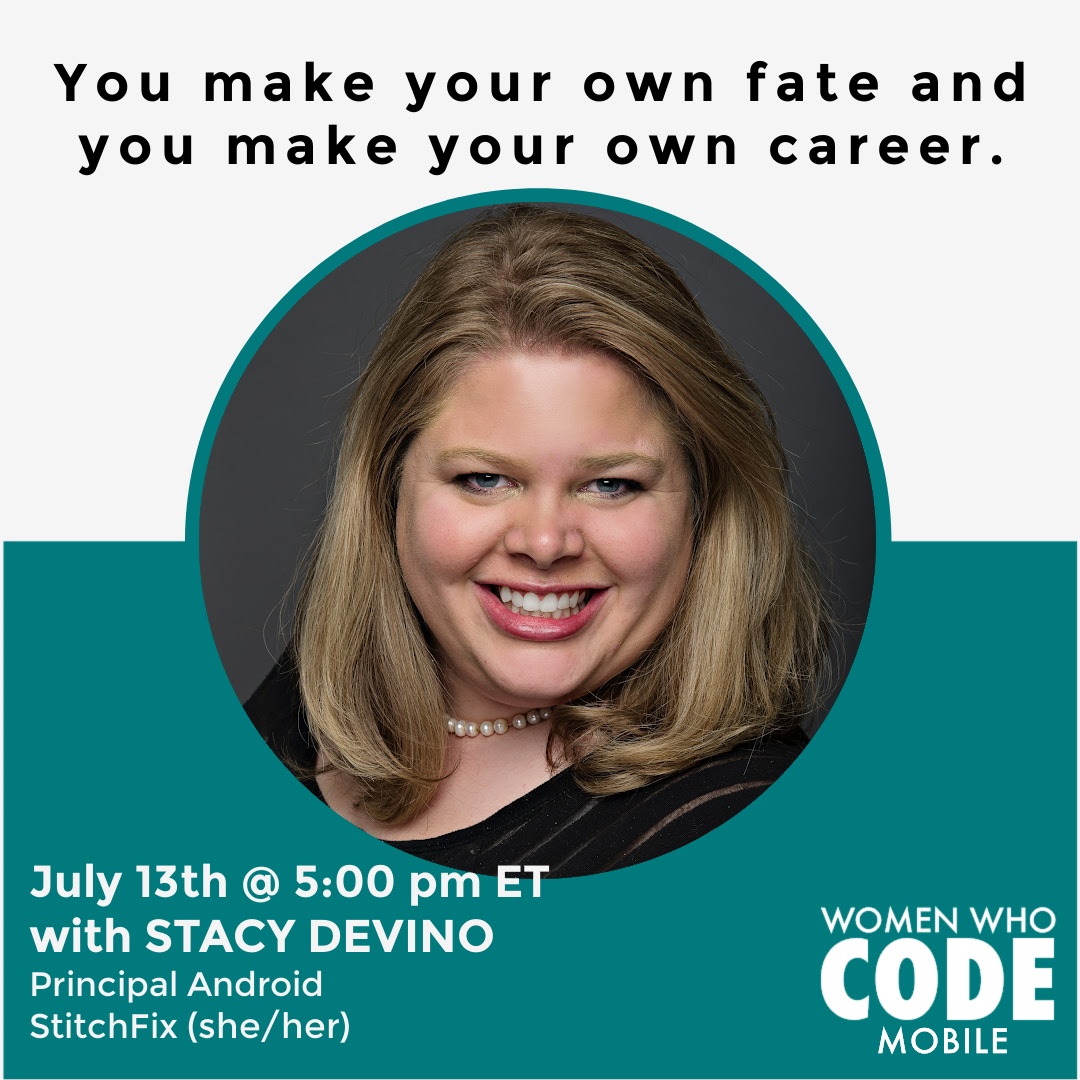 You make your own fate and
you make your own career.
July 13th @ 5:00 pm ET
with STACY DEVINO
Principal Android
StitchFix (she/her)
WOMEN WHO
CODE
MOBILE